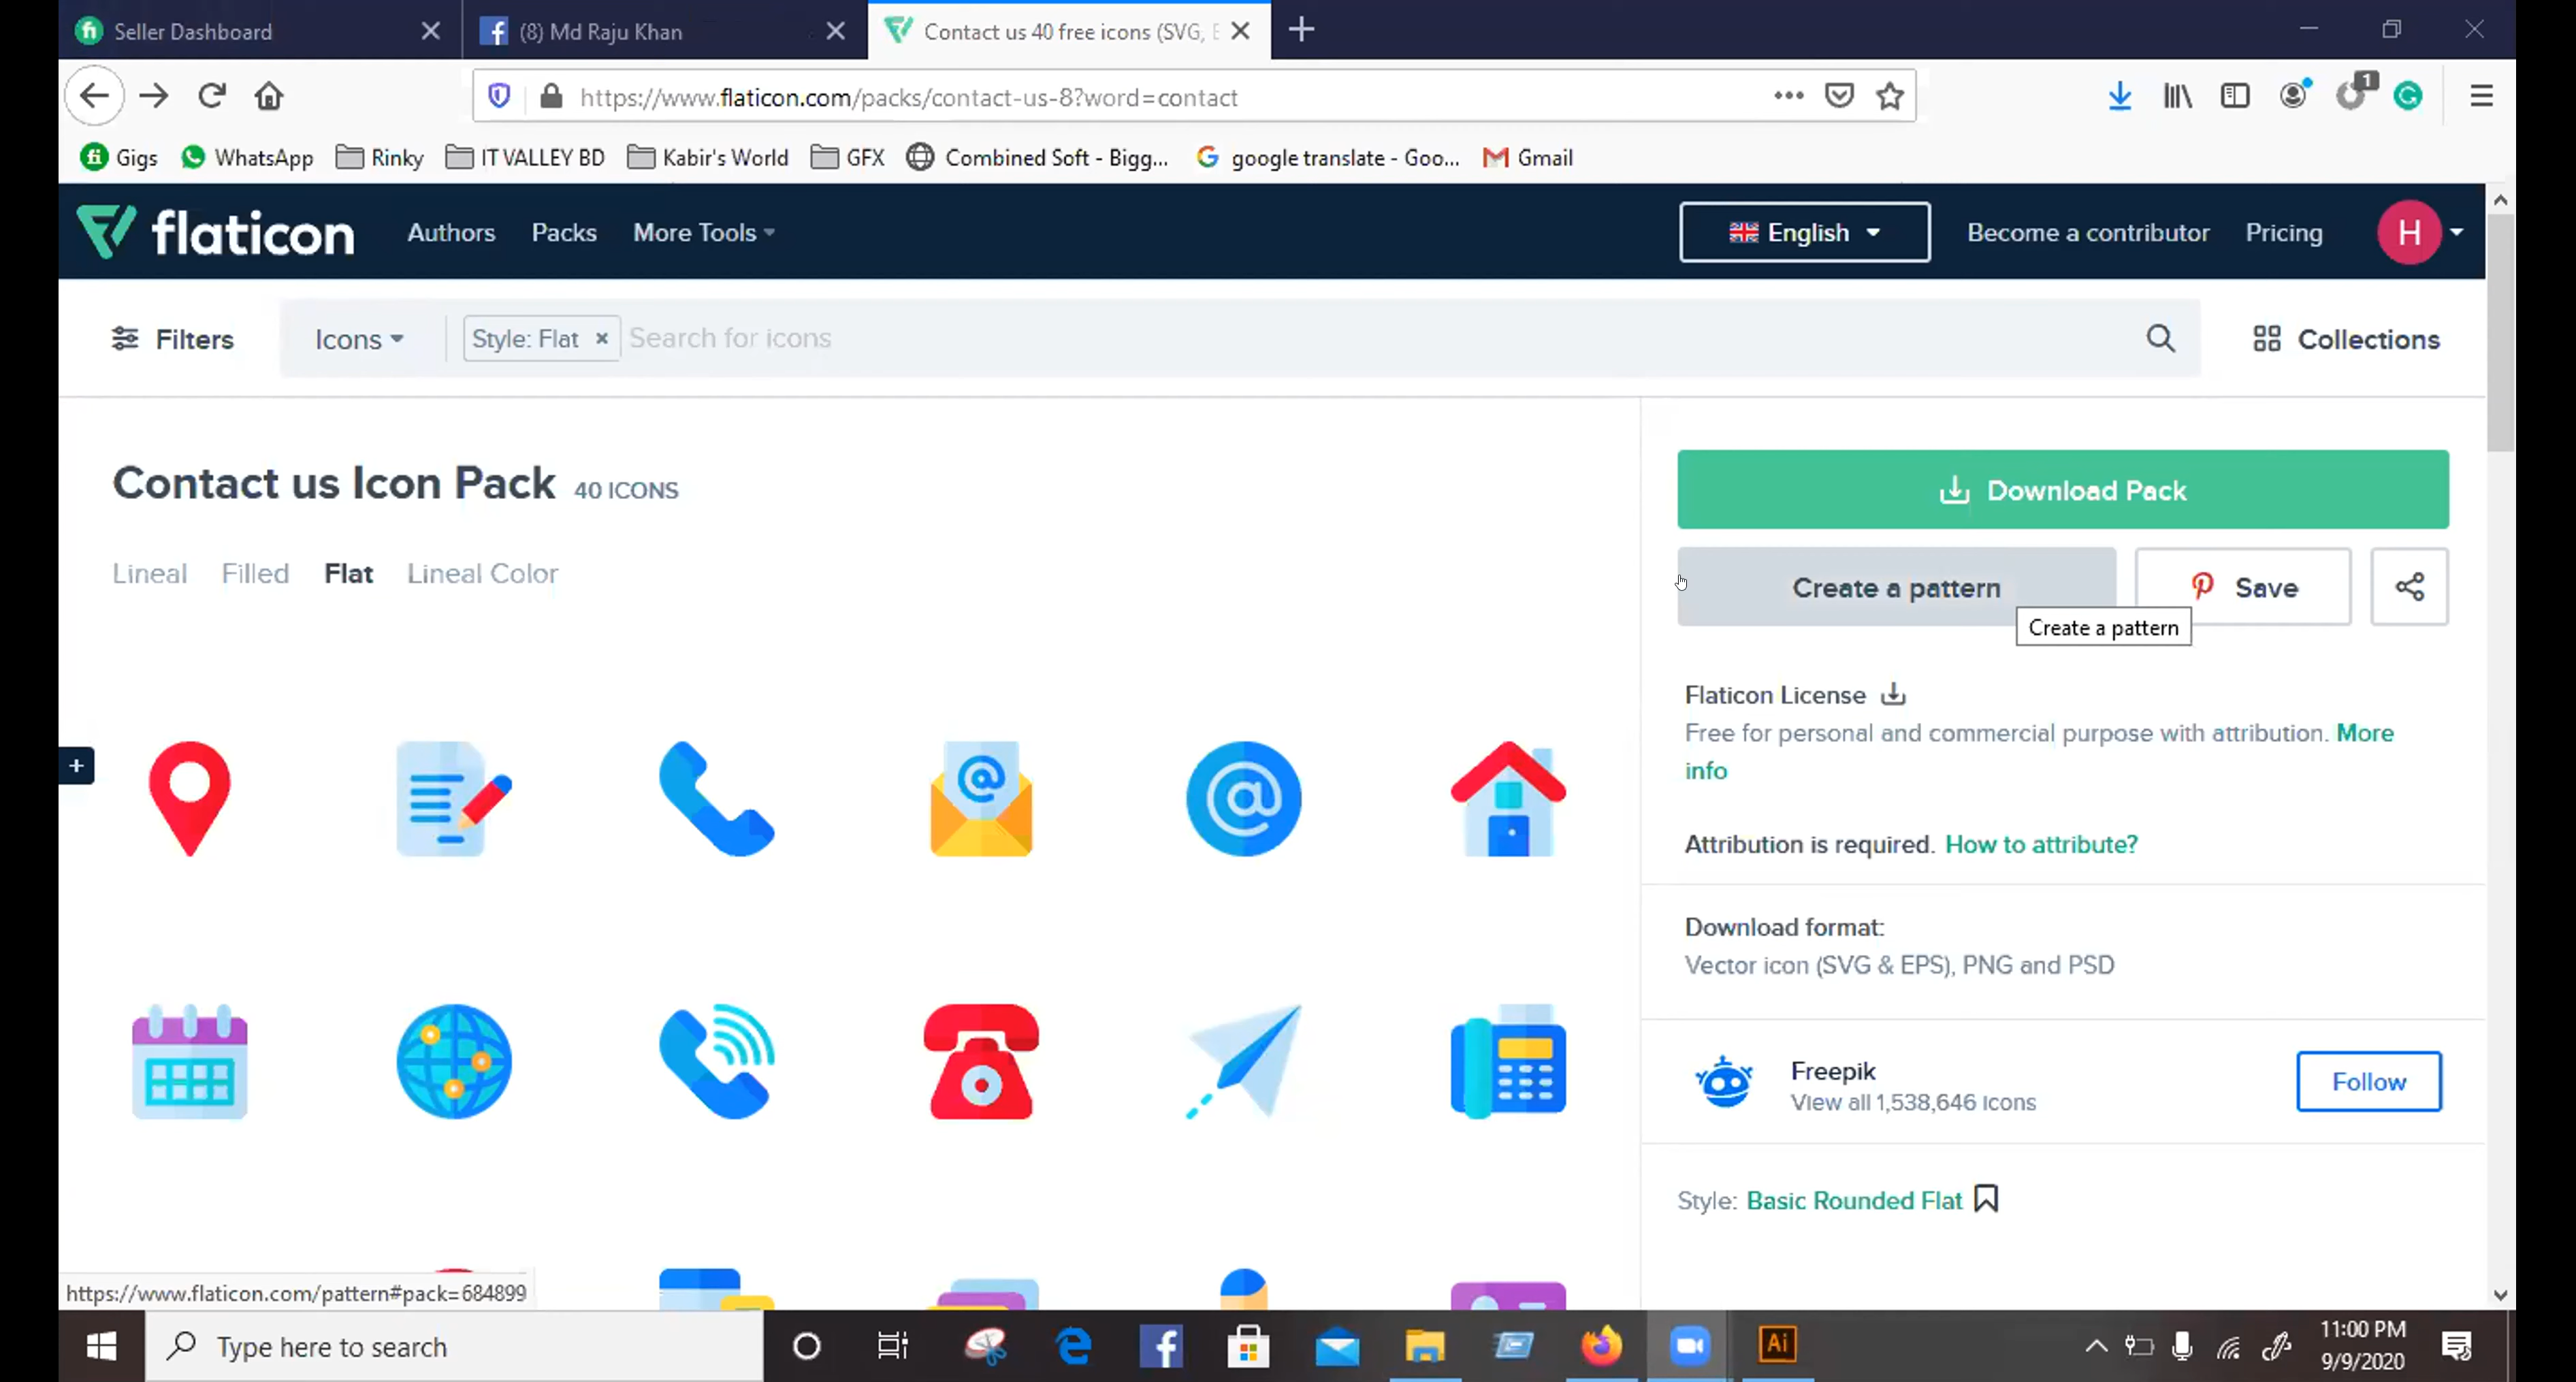 Seller Dashboard
(8) Md Raju Khan
Contact us 40 free icons (SVG, E
https://www.flaticon.com/packs/contact-us-8?word=contact
1
Gigs
WhatsApp
Rinky
IT VALLEY BD
Kabir's World
GFX
Combined Soft - Bigg...
google translate - Goo...
Gmail
flaticon
Authors
Packs
More Tools
English
Become a contributor
Pricing
H
Filters
Icons
Style: Flat ×
Search for icons
Collections
Contact us Icon Pack 40 ICONS
Lineal
Filled
Flat
Lineal Color
Download Pack
Create a pattern
Save
Create a pattern
Flaticon License
Free for personal and commercial purpose with attribution. More
info
Attribution is required. How to attribute?
Download format:
Vector icon (SVG & EPS), PNG and PSD
Freepik
View all 1,538,646 icons
Follow
Style: Basic Rounded Flat
https://www.flaticon.com/pattern#pack=684899
Type here to search
Ai
11:00 PM
9/9/2020